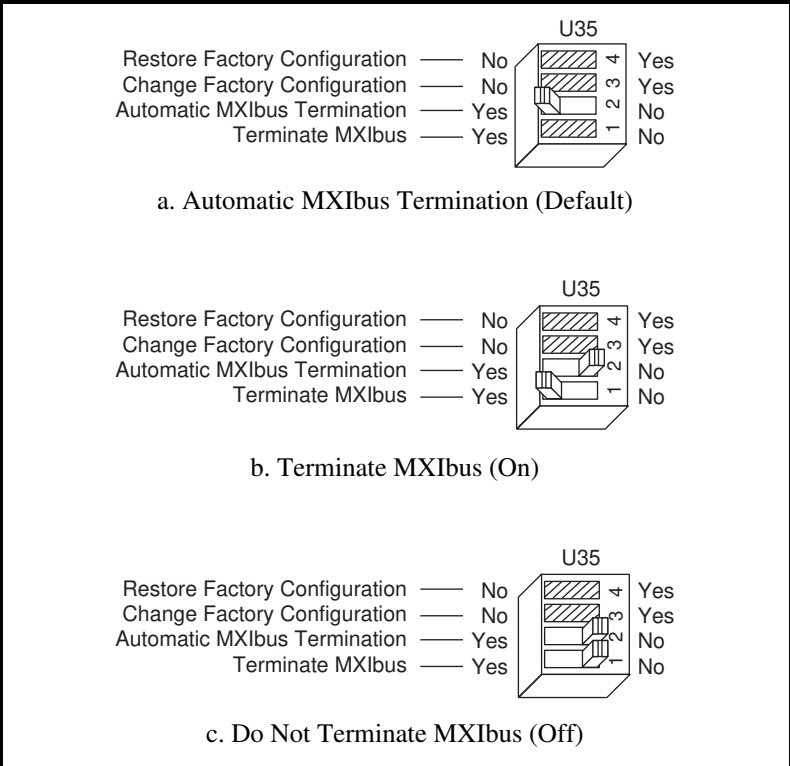 U35
Restore Factory Configuration No 4 Yes
Change Factory Configuration No 3 Yes
Automatic MXIbus Termination Yes 2 No
Terminate MXIbus Yes 1 No
a. Automatic MXIbus Termination (Default)
U35
Restore Factory Configuration No 4 Yes
Change Factory Configuration No 3 Yes
Automatic MXIbus Termination Yes 2 No
Terminate MXIbus Yes 1 No
b. Terminate MXIbus (On)
U35
Restore Factory Configuration No 4 Yes
Change Factory Configuration No 3 Yes
Automatic MXIbus Termination Yes 2 No
Terminate MXIbus Yes 1 No
c. Do Not Terminate MXIbus (Off)